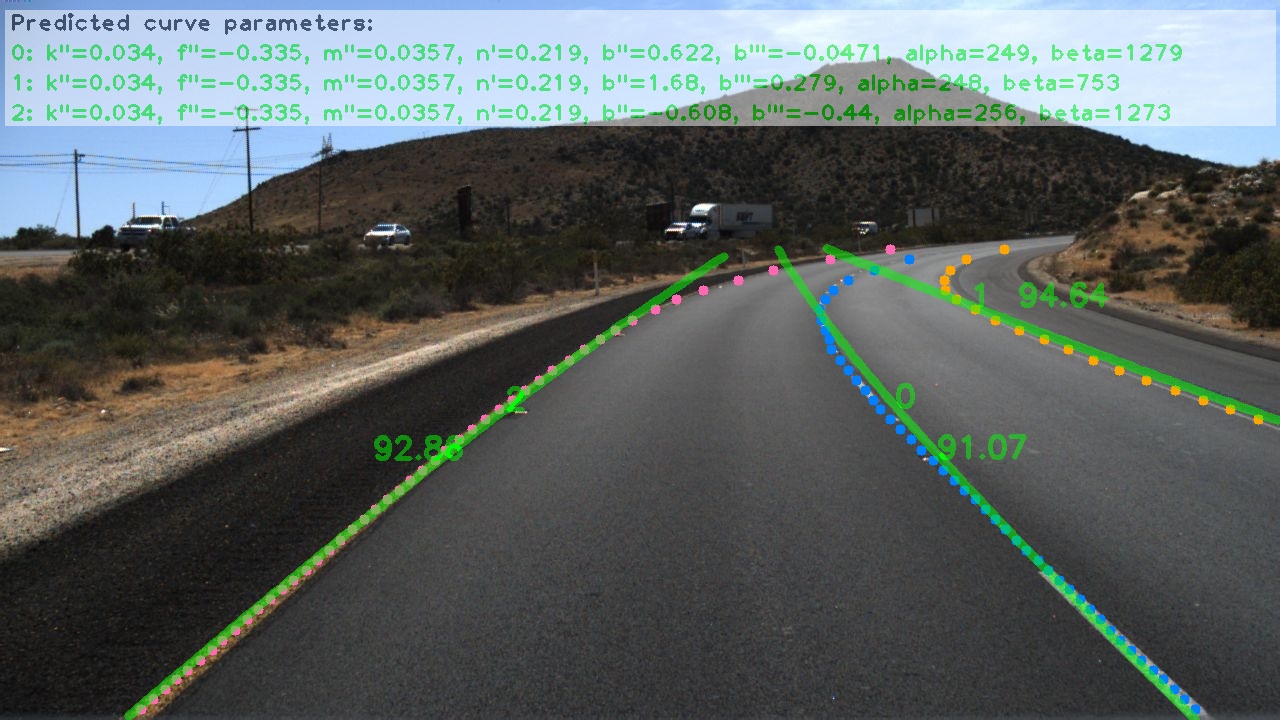 Predicted curve parameters:
0: k''=0.034, f''=-0.335, m''=0.0357, n'=0.219, b''=0.622, b'''=-0.0471, alpha=249, beta=1279
1: k''=0.034, f''=-0.335, m''=0.0357, n'=0.219, b''=1.68, b'''=0.279, alpha=248, beta=753
2: k''=0.034, f''=-0.335, m''=0.0357, n'=0.219, b''=-0.608, b'''=-0.44, alpha=256, beta=1273
1 94.64
2
0
92.86
91.07